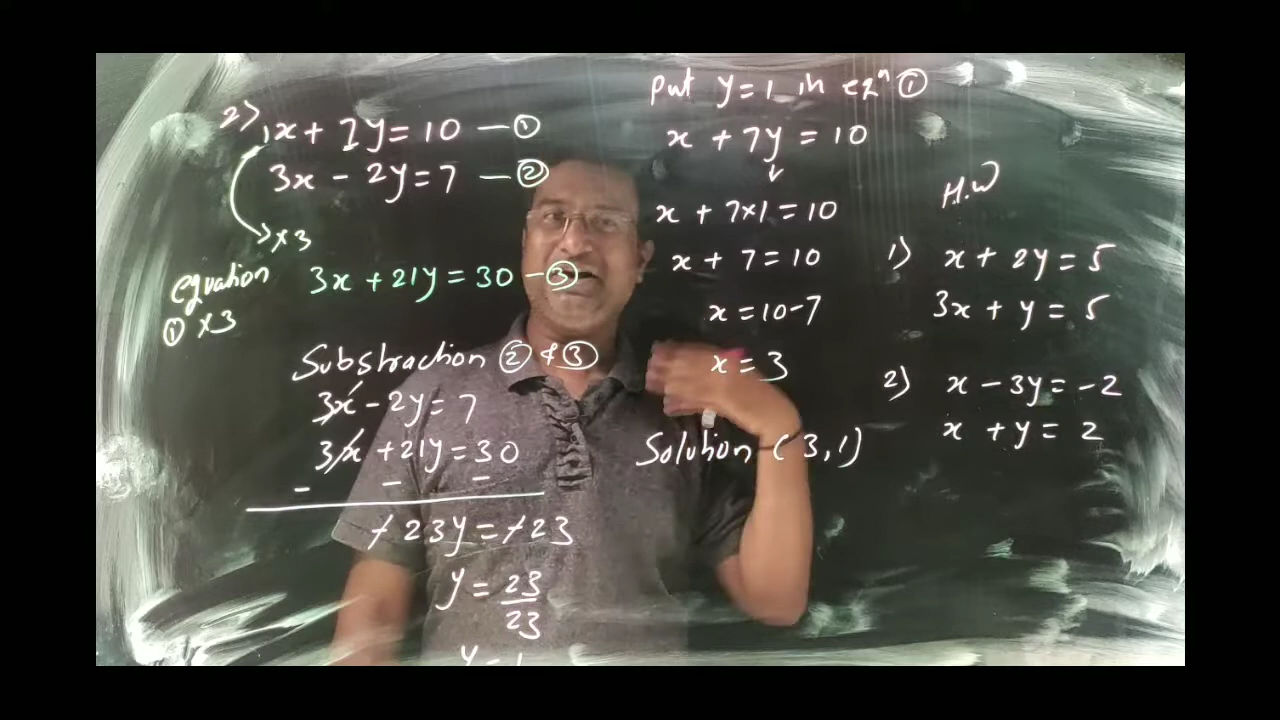 2> 1x + 7y = 10 — ①
3x - 2y = 7 — ②
×3
equation
① ×3
3x + 21y = 30 - ③
Substraction ② & ③
3x - 2y = 7
3x + 21y = 30
- - -
-23y = -23
y = 23/23
y = 1
Put y = 1 in eqⁿ ①
x + 7y = 10
x + 7×1 = 10
x + 7 = 10
x = 10-7
x = 3
Solution (3,1)
H.W
1) x + 2y = 5
3x + y = 5
2) x - 3y = -2
x + y = 2